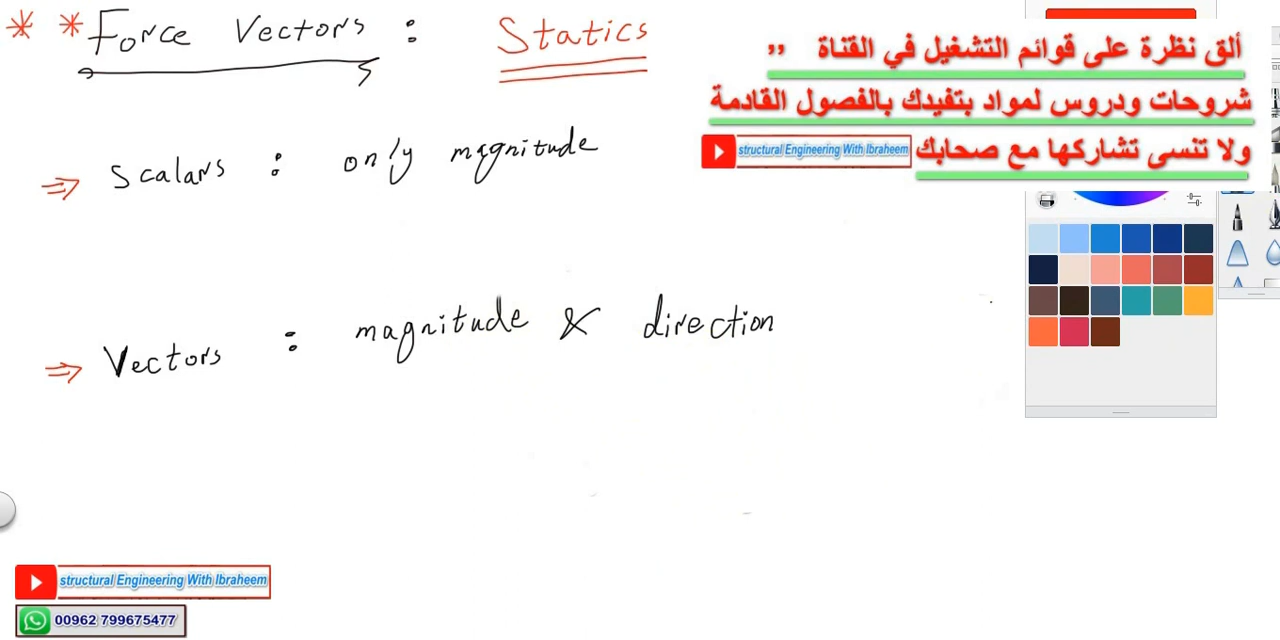 * * Force Vectors : Statics
ألق نظرة على قوائم التشغيل في القناة ,,
شروحات ودروس لمواد بتفيدك بالفصول القادمة
ولا تنسى تشاركها مع صحابك
structural Engineering With Ibraheem
⇒ Scalars : only magnitude
⇒ Vectors : magnitude & direction
structural Engineering With Ibraheem
00962 799675477